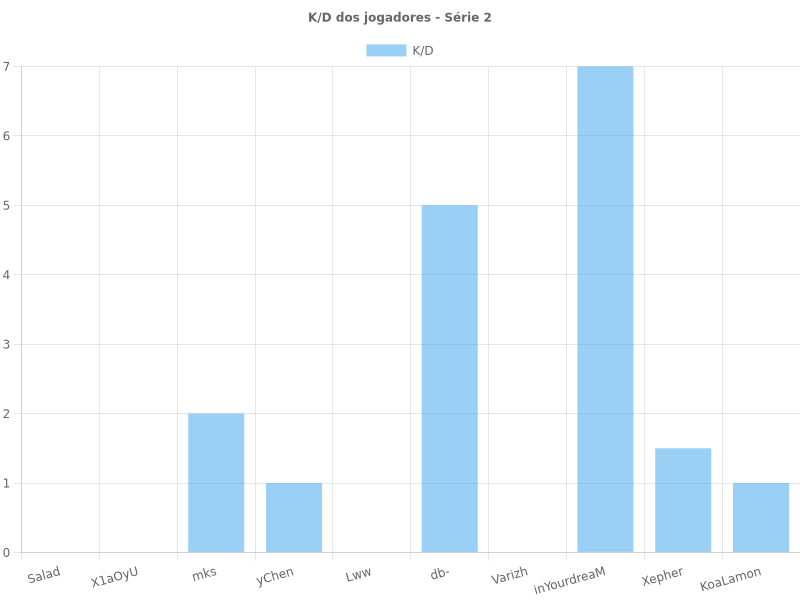 K/D dos jogadores - Série 2
K/D
7
6
5
4
3
2
1
0
Salad
X1aOyU
mks
yChen
Lww
db-
Varizh
inYourdreaM
Xepher
KoaLamon